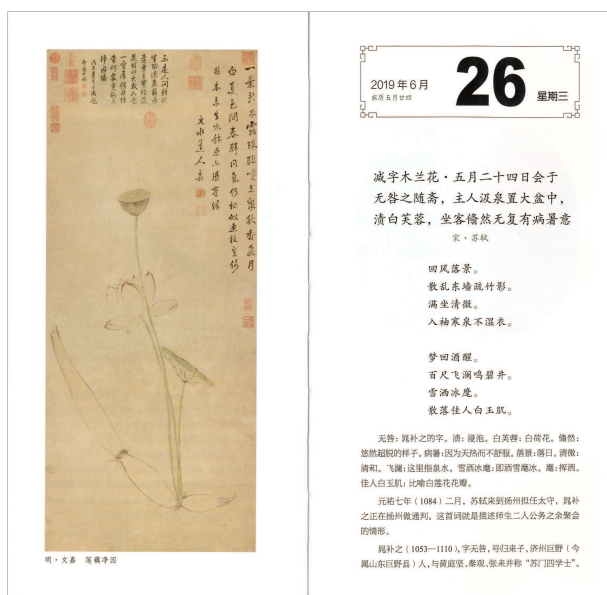 2019年6月
农历五月廿四
26
星期三
减字木兰花·五月二十四日会于
无咎之随斋，主人汲泉置大盆中，
渍白芙蓉，坐客翛然无复有病暑意
宋·苏轼
回风落景。
散乱东墙疏竹影。
满坐清微。
入袖寒泉不湿衣。
梦回酒醒。
百尺飞澜鸣碧井。
雪洒冰麾。
散落佳人白玉肌。
无咎：晁补之的字。渍：浸泡。白芙蓉：白荷花。翛然：
悠然超脱的样子。病暑：因为天热而不舒服。落景：落日。清微：
清和。飞澜：这里指泉水。雪洒冰麾：即洒雪麾冰。麾：挥洒。
佳人白玉肌：比喻白莲花花瓣。
元祐七年（1084）二月，苏轼来到扬州担任太守，晁补
之正在扬州做通判。这首词就是描述师生二人公务之余聚会
的情形。
晁补之（1053—1110），字无咎，号归来子，济州巨野（今
属山东巨野县）人，与黄庭坚、秦观、张耒并称“苏门四学士”。
明·文嘉 莲藕净因